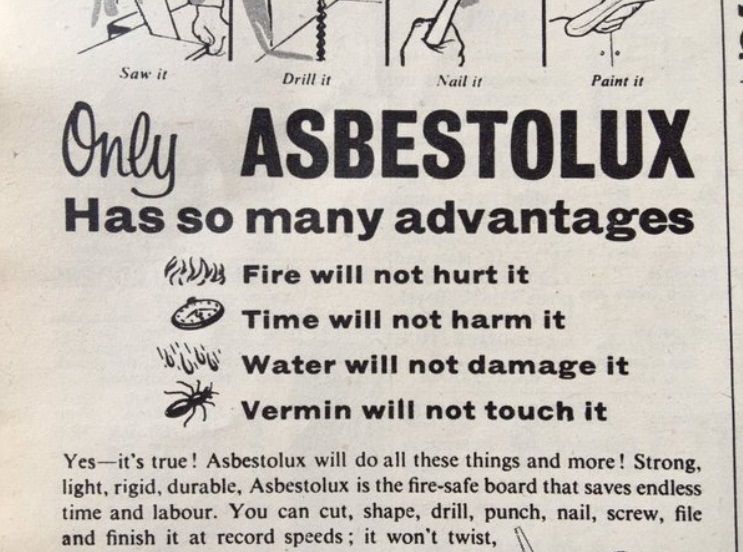 Saw it
Drill it
Nail it
Paint it
Only ASBESTOLUX
Has so many advantages
Fire will not hurt it
Time will not harm it
Water will not damage it
Vermin will not touch it
Yes—it's true! Asbestolux will do all these things and more! Strong,
light, rigid, durable, Asbestolux is the fire-safe board that saves endless
time and labour. You can cut, shape, drill, punch, nail, screw, file
and finish it at record speeds; it won't twist,